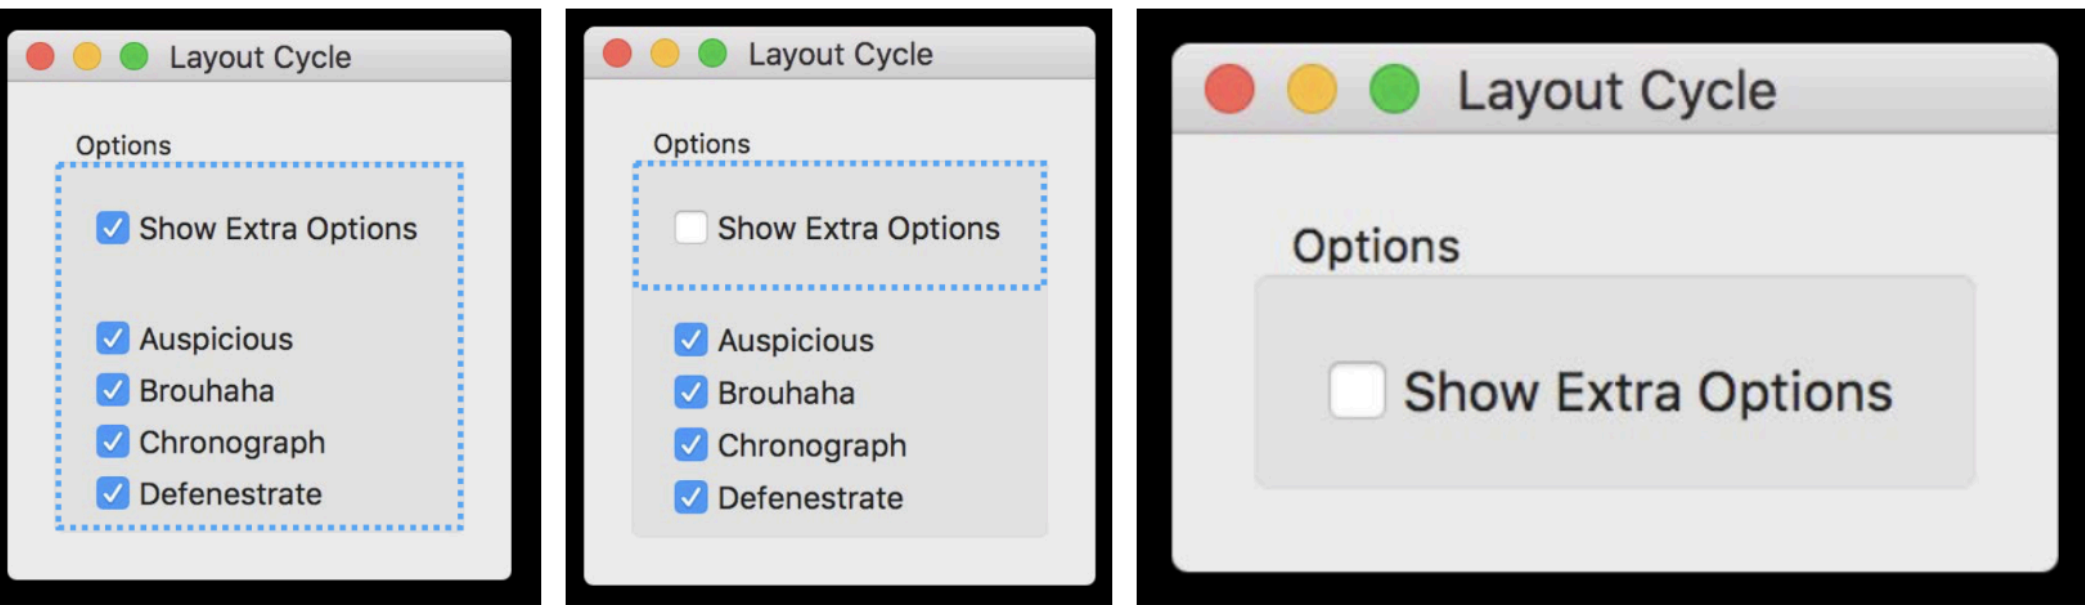 Layout Cycle
Options
Show Extra Options
Auspicious
Brouhaha
Chronograph
Defenestrate
Layout Cycle
Options
Show Extra Options
Auspicious
Brouhaha
Chronograph
Defenestrate
Layout Cycle
Options
Show Extra Options